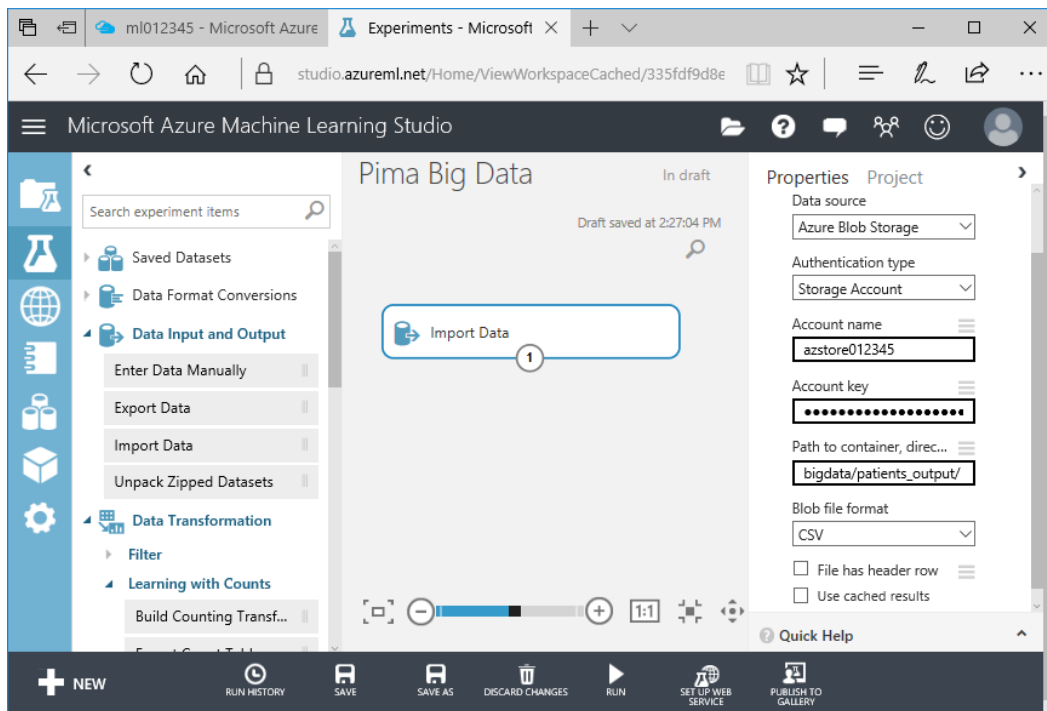 ml012345 - Microsoft Azure
Experiments - Microsoft
studio.azureml.net/Home/ViewWorkspaceCached/335fdf9d8e
Microsoft Azure Machine Learning Studio
Search experiment items
Saved Datasets
Data Format Conversions
Data Input and Output
Enter Data Manually
Export Data
Import Data
Unpack Zipped Datasets
Data Transformation
Filter
Learning with Counts
Build Counting Transf...
Pima Big Data
In draft
Draft saved at 2:27:04 PM
Import Data
1
1:1
Properties Project
Data source
Azure Blob Storage
Authentication type
Storage Account
Account name
azstore012345
Account key
Path to container, direc...
bigdata/patients_output/
Blob file format
CSV
File has header row
Use cached results
Quick Help
NEW
RUN HISTORY
SAVE
SAVE AS
DISCARD CHANGES
RUN
SET UP WEB
SERVICE
PUBLISH TO
GALLERY